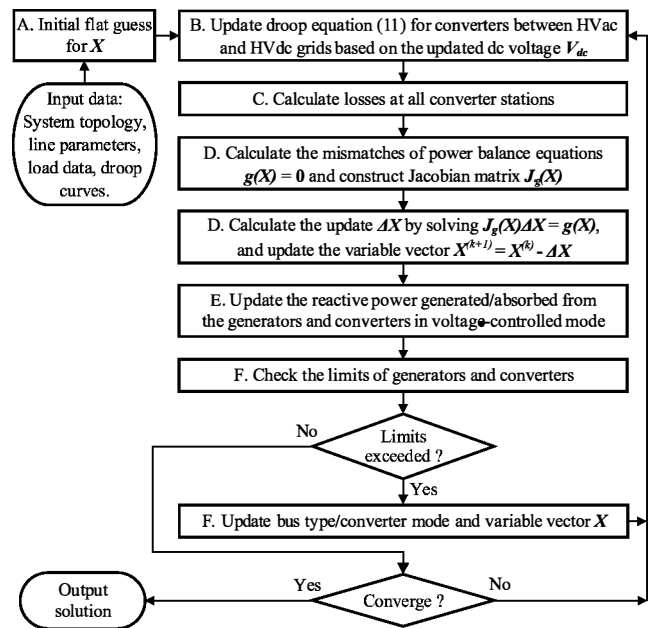 A. Initial flat guess
for X
Input data:
System topology,
line parameters,
load data, droop
curves.
B. Update droop equation (11) for converters between HVac
and HVdc grids based on the updated dc voltage V_dc
C. Calculate losses at all converter stations
D. Calculate the mismatches of power balance equations
g(X) = 0 and construct Jacobian matrix J_g(X)
D. Calculate the update ΔX by solving J_g(X)ΔX = g(X),
and update the variable vector X^(k+1) = X^(k) - ΔX
E. Update the reactive power generated/absorbed from
the generators and converters in voltage-controlled mode
F. Check the limits of generators and converters
No
Limits
exceeded ?
Yes
F. Update bus type/converter mode and variable vector X
Output
solution
Yes
Converge ?
No